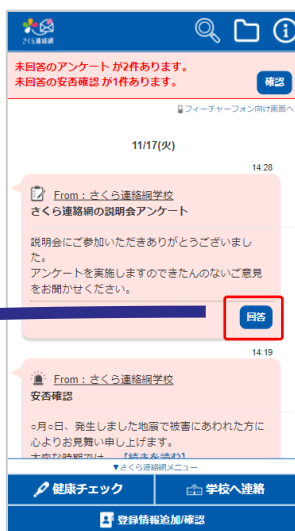 さくら連絡網
未回答のアンケート が2件あります。
未回答の安否確認 が1件あります。
確認
フィーチャーフォン向け画面へ
11/17(火)
14:28
From：さくら連絡網学校
さくら連絡網の説明会アンケート
説明会にご参加いただきありがとうございまし
た。
アンケートを実施しますのできたんのないご意見
をお聞かせください。
回答
14:19
From：さくら連絡網学校
安否確認
○月○日、発生しました地震で被害にあわれた方に
心よりお見舞い申し上げます。
▼さくら連絡網メニュー
健康チェック
学校へ連絡
登録情報追加/確認